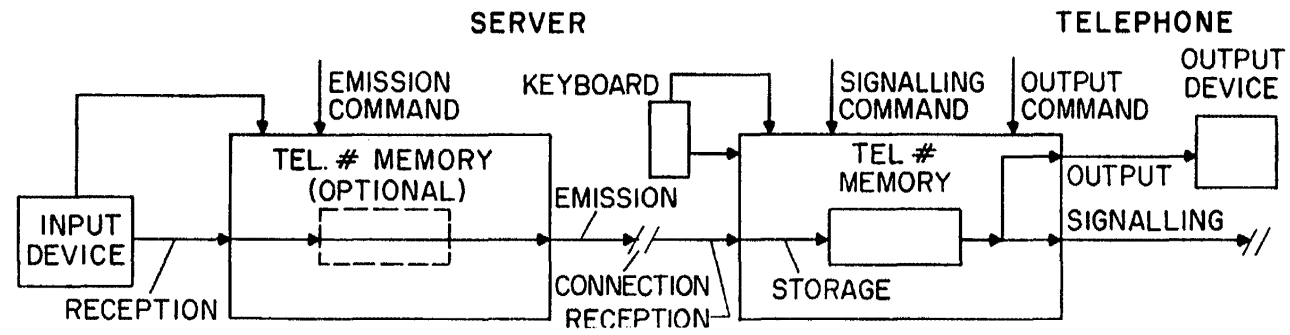 SERVER
TELEPHONE
EMISSION
COMMAND
KEYBOARD
SIGNALLING
COMMAND
OUTPUT
COMMAND
OUTPUT
DEVICE
TEL. # MEMORY
(OPTIONAL)
TEL #
MEMORY
INPUT
DEVICE
RECEPTION
EMISSION
CONNECTION
RECEPTION
STORAGE
OUTPUT
SIGNALLING